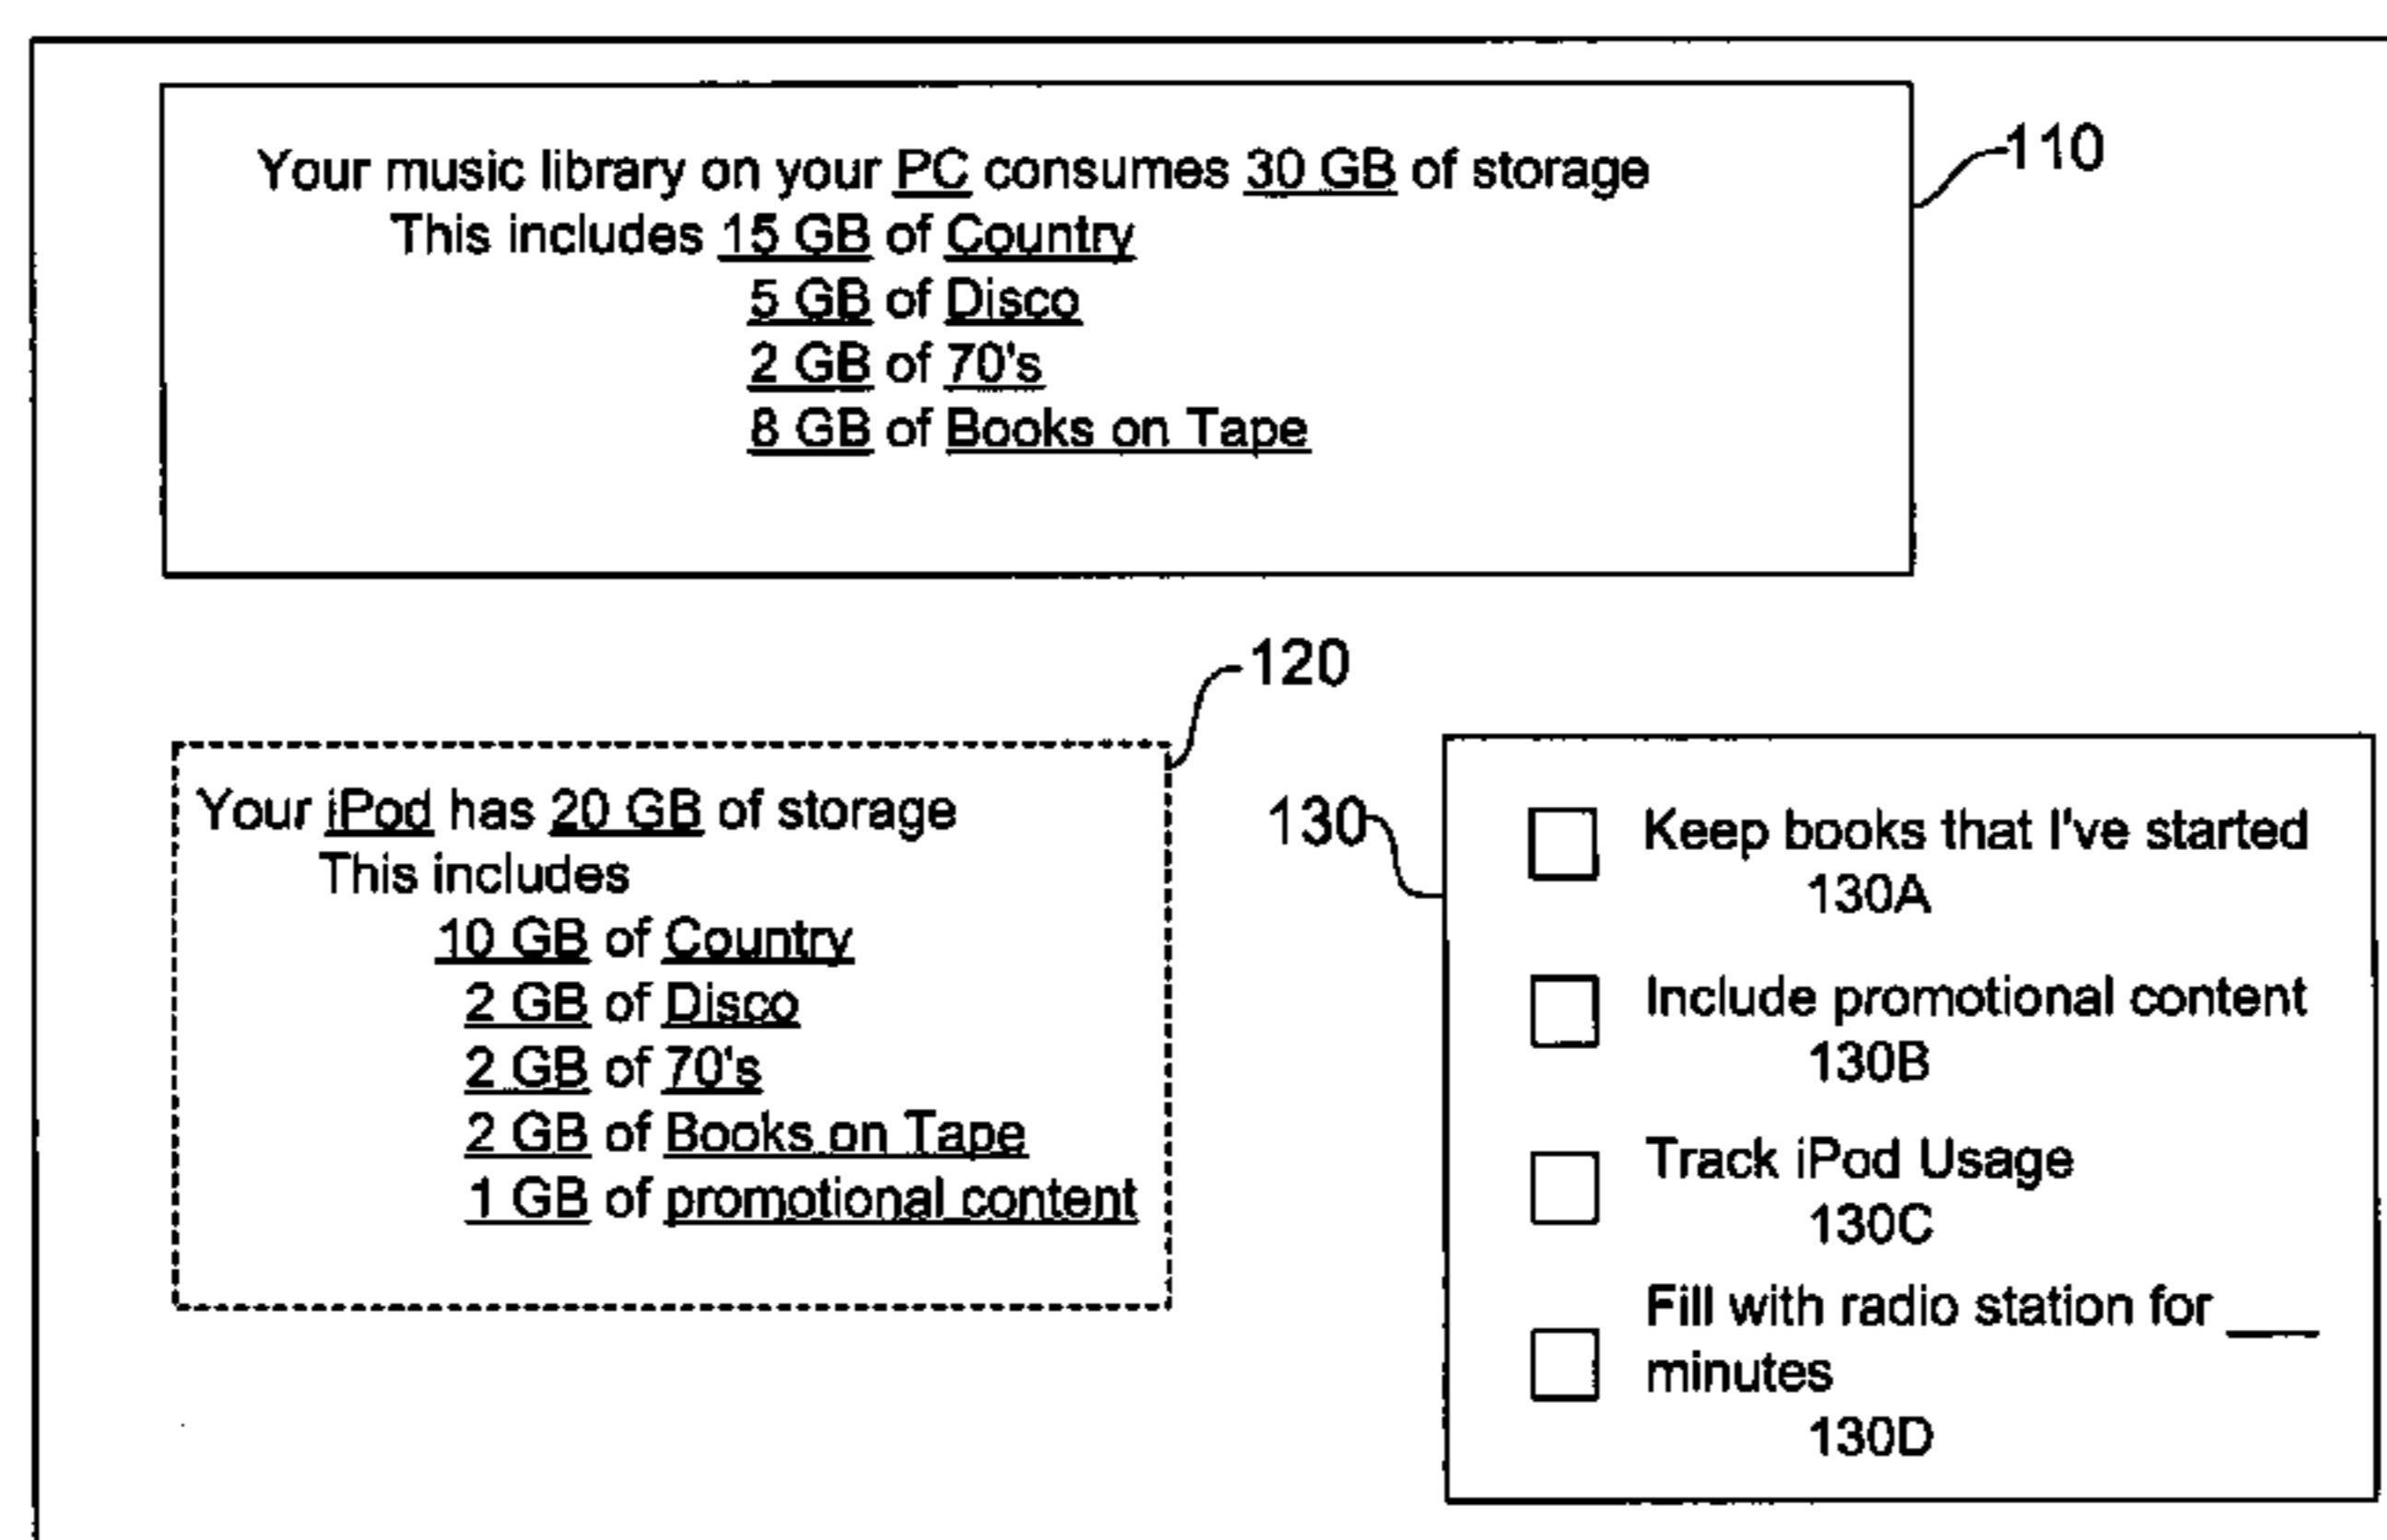 Your music library on your PC consumes 30 GB of storage
This includes 15 GB of Country
5 GB of Disco
2 GB of 70's
8 GB of Books on Tape
110
120
Your iPod has 20 GB of storage
This includes
10 GB of Country
2 GB of Disco
2 GB of 70's
2 GB of Books on Tape
1 GB of promotional content
130
Keep books that I've started
130A
Include promotional content
130B
Track iPod Usage
130C
Fill with radio station for ___
minutes
130D